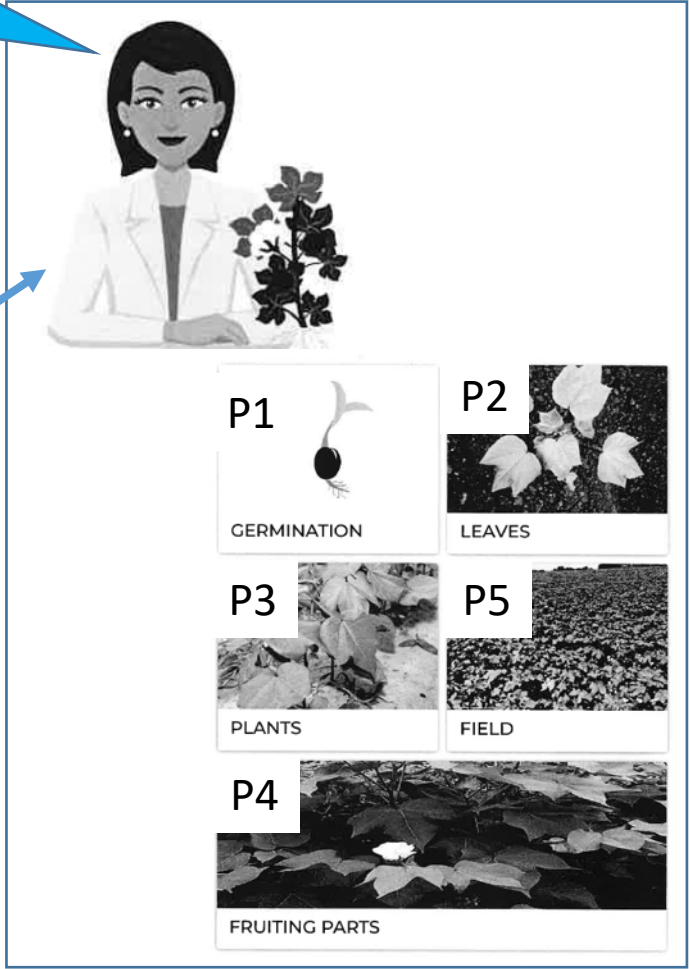 P1
GERMINATION
P2
LEAVES
P3
PLANTS
P5
FIELD
P4
FRUITING PARTS